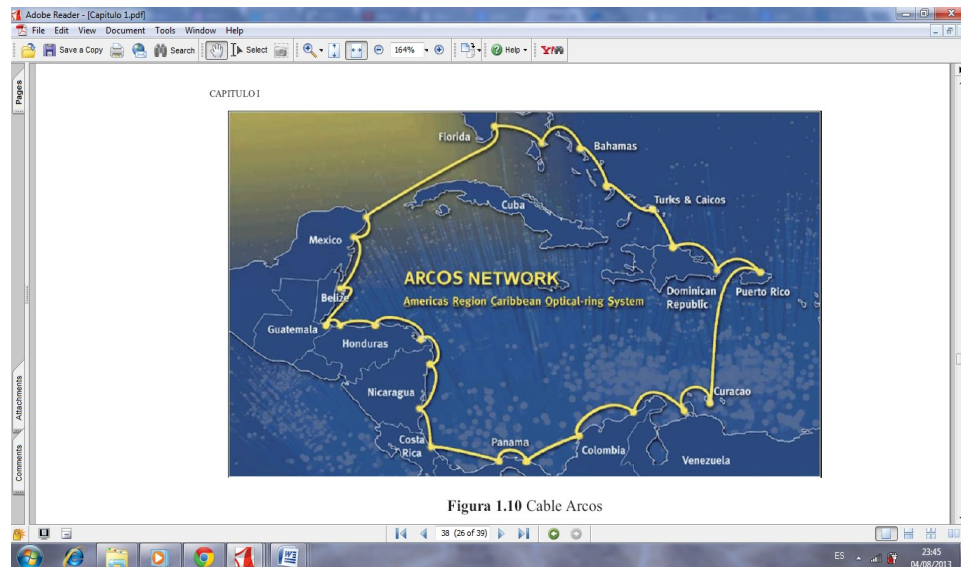 Adobe Reader - [Capitulo 1.pdf]
File Edit View Document Tools Window Help
Save a Copy Search Select 164% Help Y!
Pages
CAPITULO I
Florida
Bahamas
Cuba
Turks & Caicos
Mexico
ARCOS NETWORK
Americas Region Caribbean Optical-ring System
Belize
Dominican
Republic
Puerto Rico
Guatemala
Honduras
Nicaragua
Curacao
Costa
Rica
Panama
Colombia
Venezuela
Attachments
Comments
Figura 1.10 Cable Arcos
38 (26 of 39)
ES
23:45
04/08/2013